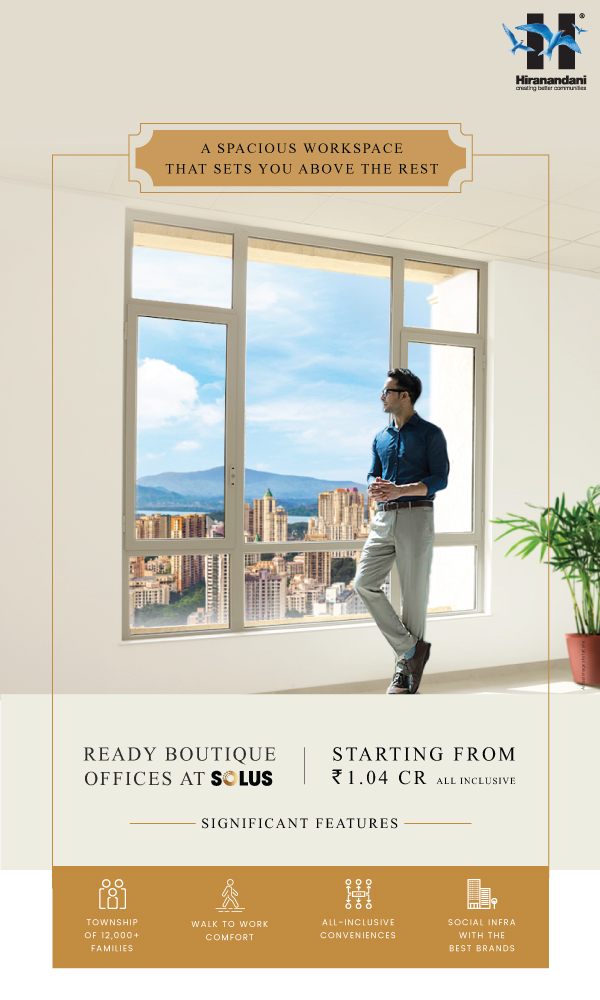 H®
Hiranandani
creating better communities
A SPACIOUS WORKSPACE
THAT SETS YOU ABOVE THE REST
READY BOUTIQUE
OFFICES AT SOLUS
STARTING FROM
₹1.04 CR ALL INCLUSIVE
SIGNIFICANT FEATURES
TOWNSHIP
OF 12,000+
FAMILIES
WALK TO WORK
COMFORT
ALL-INCLUSIVE
CONVENIENCES
SOCIAL INFRA
WITH THE
BEST BRANDS